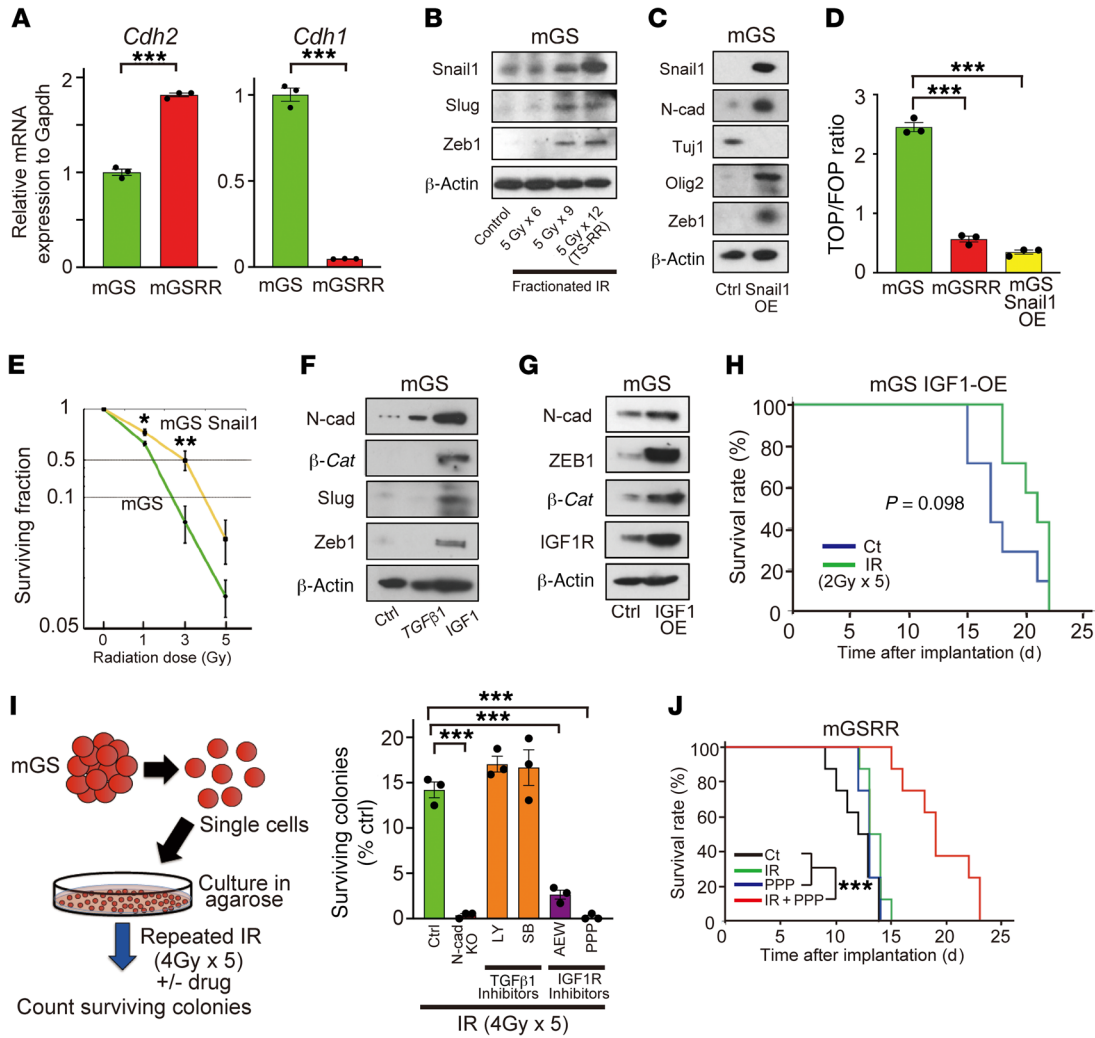 A
Cdh2
Cdh1
***
***
Relative mRNA
expression to Gapdh
2
1
0
1
0.5
0
mGS mGSRR
mGS mGSRR
B
mGS
Snail1
Slug
Zeb1
β-Actin
Control
5 Gy x 6
5 Gy x 9
5 Gy x 12
(TS-RR)
Fractionated IR
C
mGS
Snail1
N-cad
Tuj1
Olig2
Zeb1
β-Actin
Ctrl Snail1
OE
D
***
***
TOP/FOP ratio
3
2
1
0
mGS mGSRR mGS
Snail1
OE
E
1
0.5
0.1
0.05
Surviving fraction
*
mGS Snail1
**
mGS
0 1 3 5
Radiation dose (Gy)
F
mGS
N-cad
β-Cat
Slug
Zeb1
β-Actin
Ctrl
TGFβ1
IGF1
G
mGS
N-cad
ZEB1
β-Cat
IGF1R
β-Actin
Ctrl IGF1
OE
H
mGS IGF1-OE
Survival rate (%)
100
80
60
40
20
0
P = 0.098
Ct
IR
(2Gy x 5)
0 5 10 15 20 25
Time after implantation (d)
I
mGS
Single cells
Culture in
agarose
Repeated IR
(4Gy x 5)
+/- drug
Count surviving colonies
***
***
***
Surviving colonies
(% ctrl)
20
15
10
5
0
Ctrl
N-cad
KO
LY
SB
AEW
PPP
TGFβ1
Inhibitors
IGF1R
Inhibitors
IR (4Gy x 5)
J
mGSRR
Survival rate (%)
100
80
60
40
20
0
Ct
IR
PPP
IR + PPP
***
0 5 10 15 20 25
Time after implantation (d)